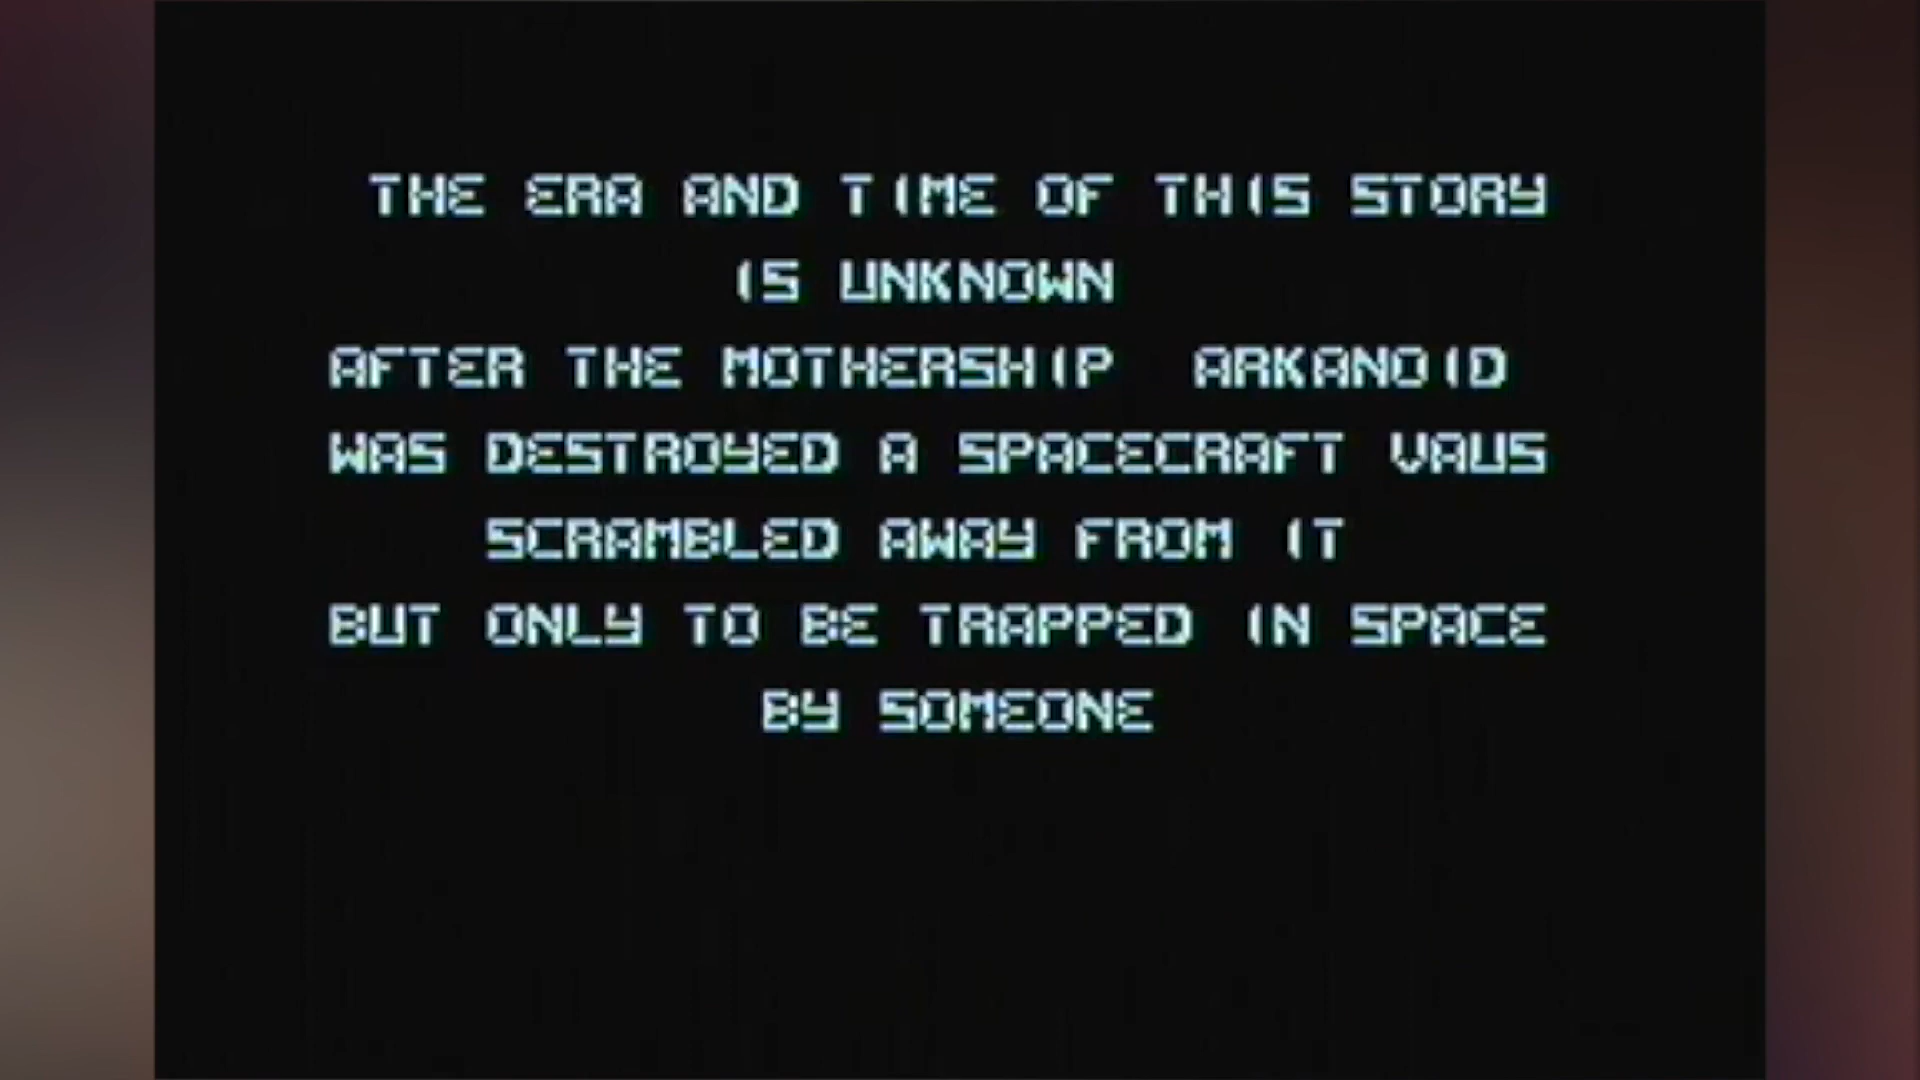 THE ERA AND TIME OF THIS STORY
IS UNKNOWN
AFTER THE MOTHERSHIP ARKANOID
WAS DESTROYED A SPACECRAFT VAUS
SCRAMBLED AWAY FROM IT
BUT ONLY TO BE TRAPPED IN SPACE
BY SOMEONE